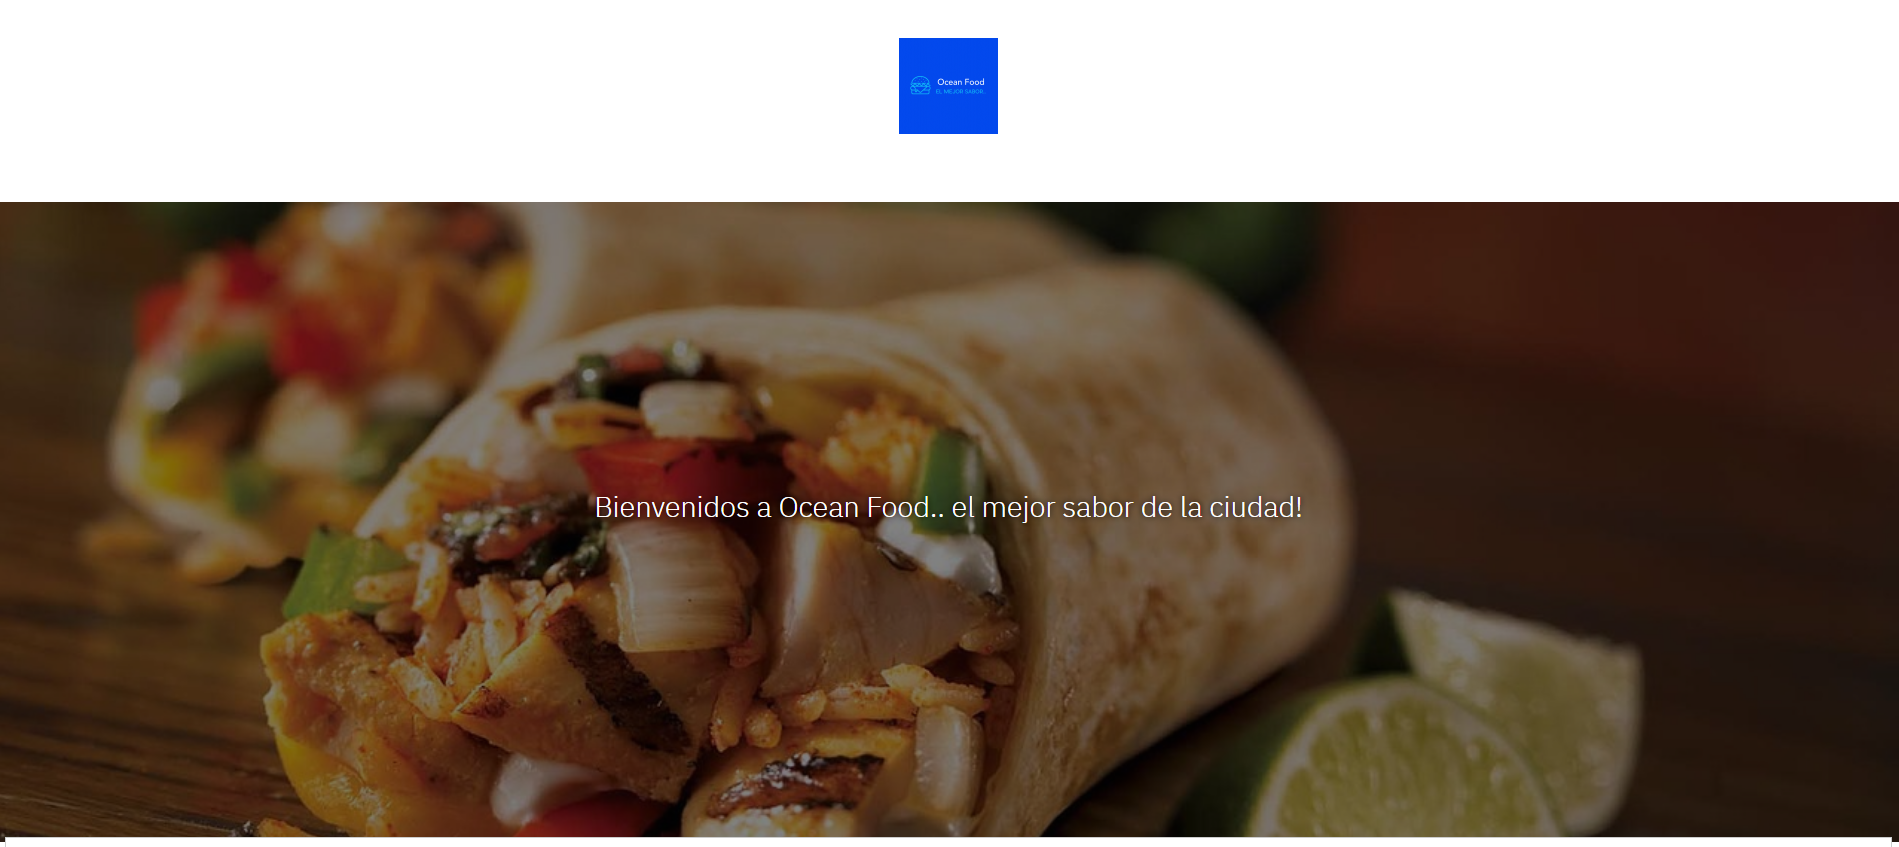 Ocean Food
EL MEJOR SABOR.
Bienvenidos a Ocean Food.. el mejor sabor de la ciudad!